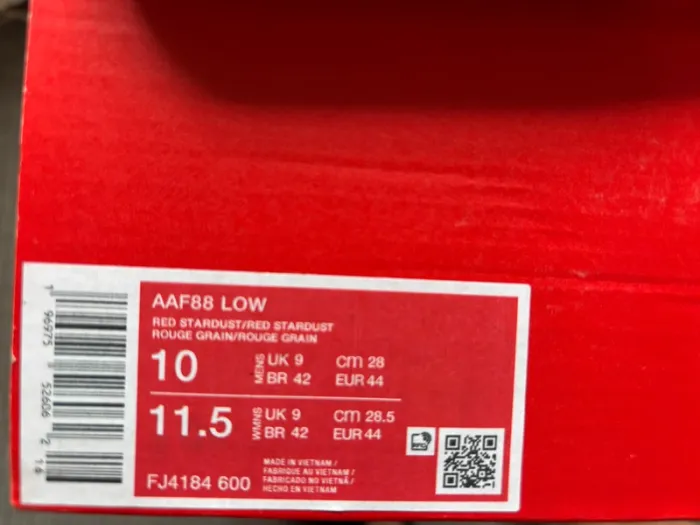 AAF88 LOW
RED STARDUST/RED STARDUST
ROUGE GRAIN/ROUGE GRAIN
10 MENS UK 9 cm 28
BR 42 EUR 44
11.5 WMNS UK 9 cm 28.5
BR 42 EUR 44
MADE IN VIETNAM /
FABRIQUE AU VIETNAM /
FABRICADO NO VIETNAM /
HECHO EN VIETNAM
FJ4184 600